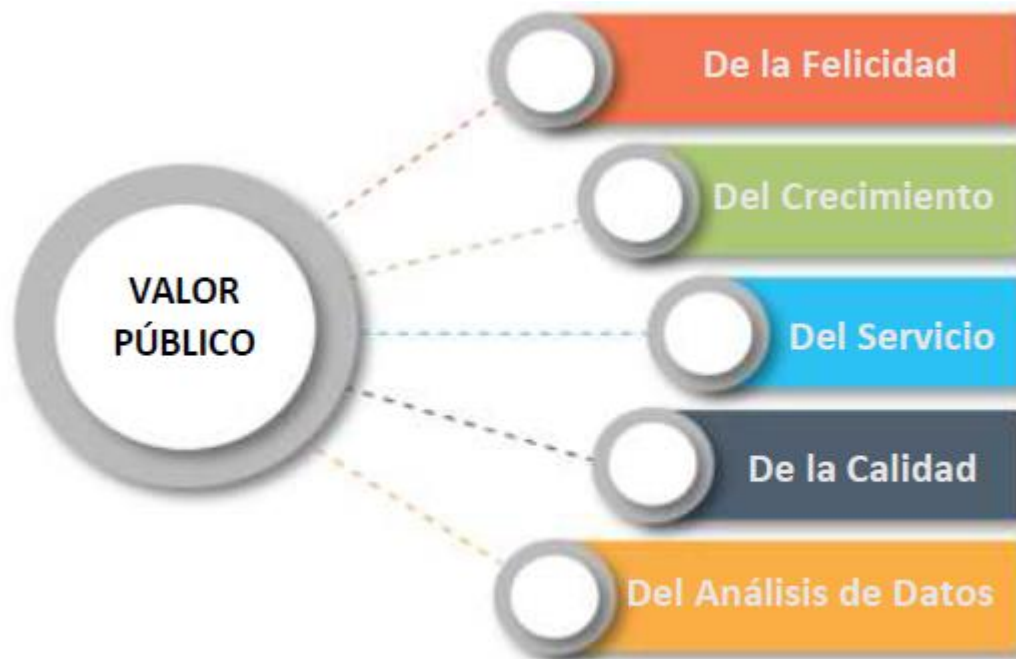 VALOR
PÚBLICO
De la Felicidad
Del Crecimiento
Del Servicio
De la Calidad
Del Análisis de Datos